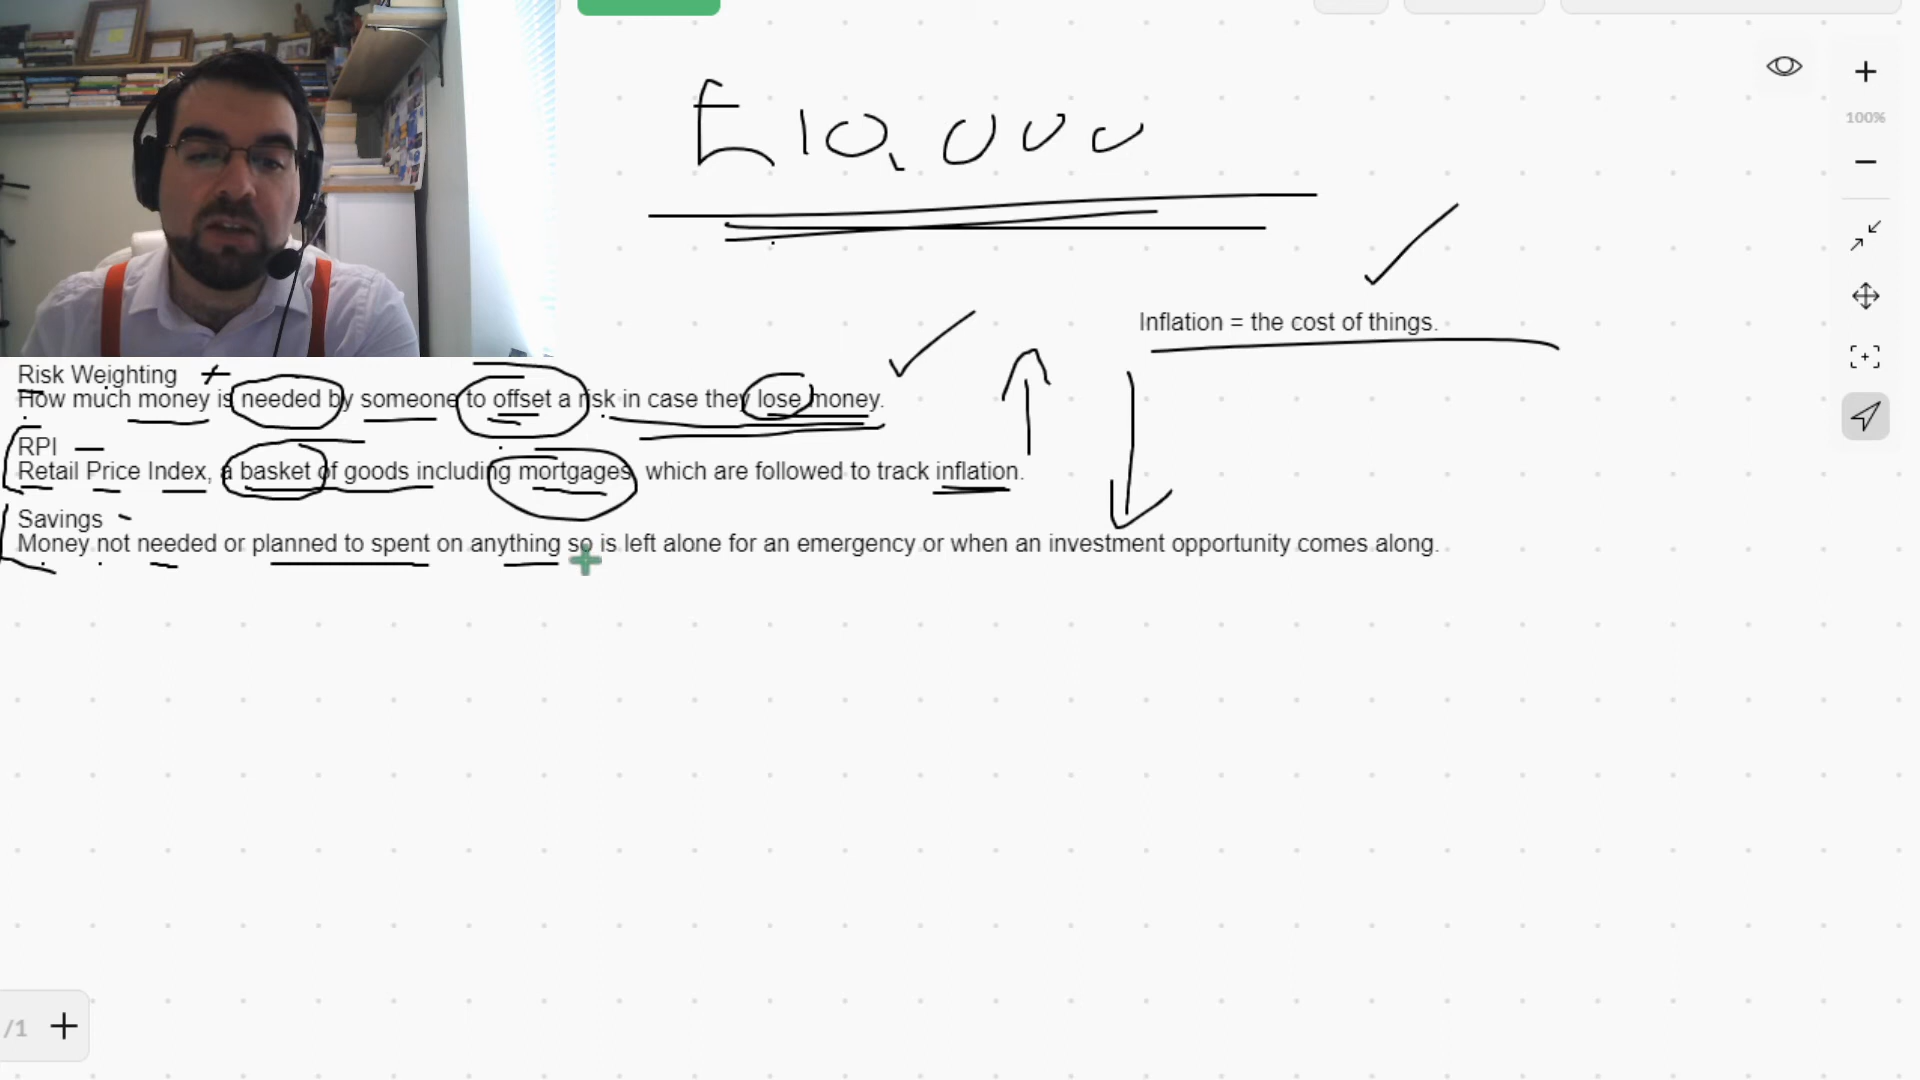 £10,000
100%
Inflation = the cost of things.
Risk Weighting
How much money is needed by someone to offset a risk in case they lose money.
RPI
Retail Price Index, a basket of goods including mortgages, which are followed to track inflation.
Savings
Money not needed or planned to spent on anything so is left alone for an emergency or when an investment opportunity comes along.
/1